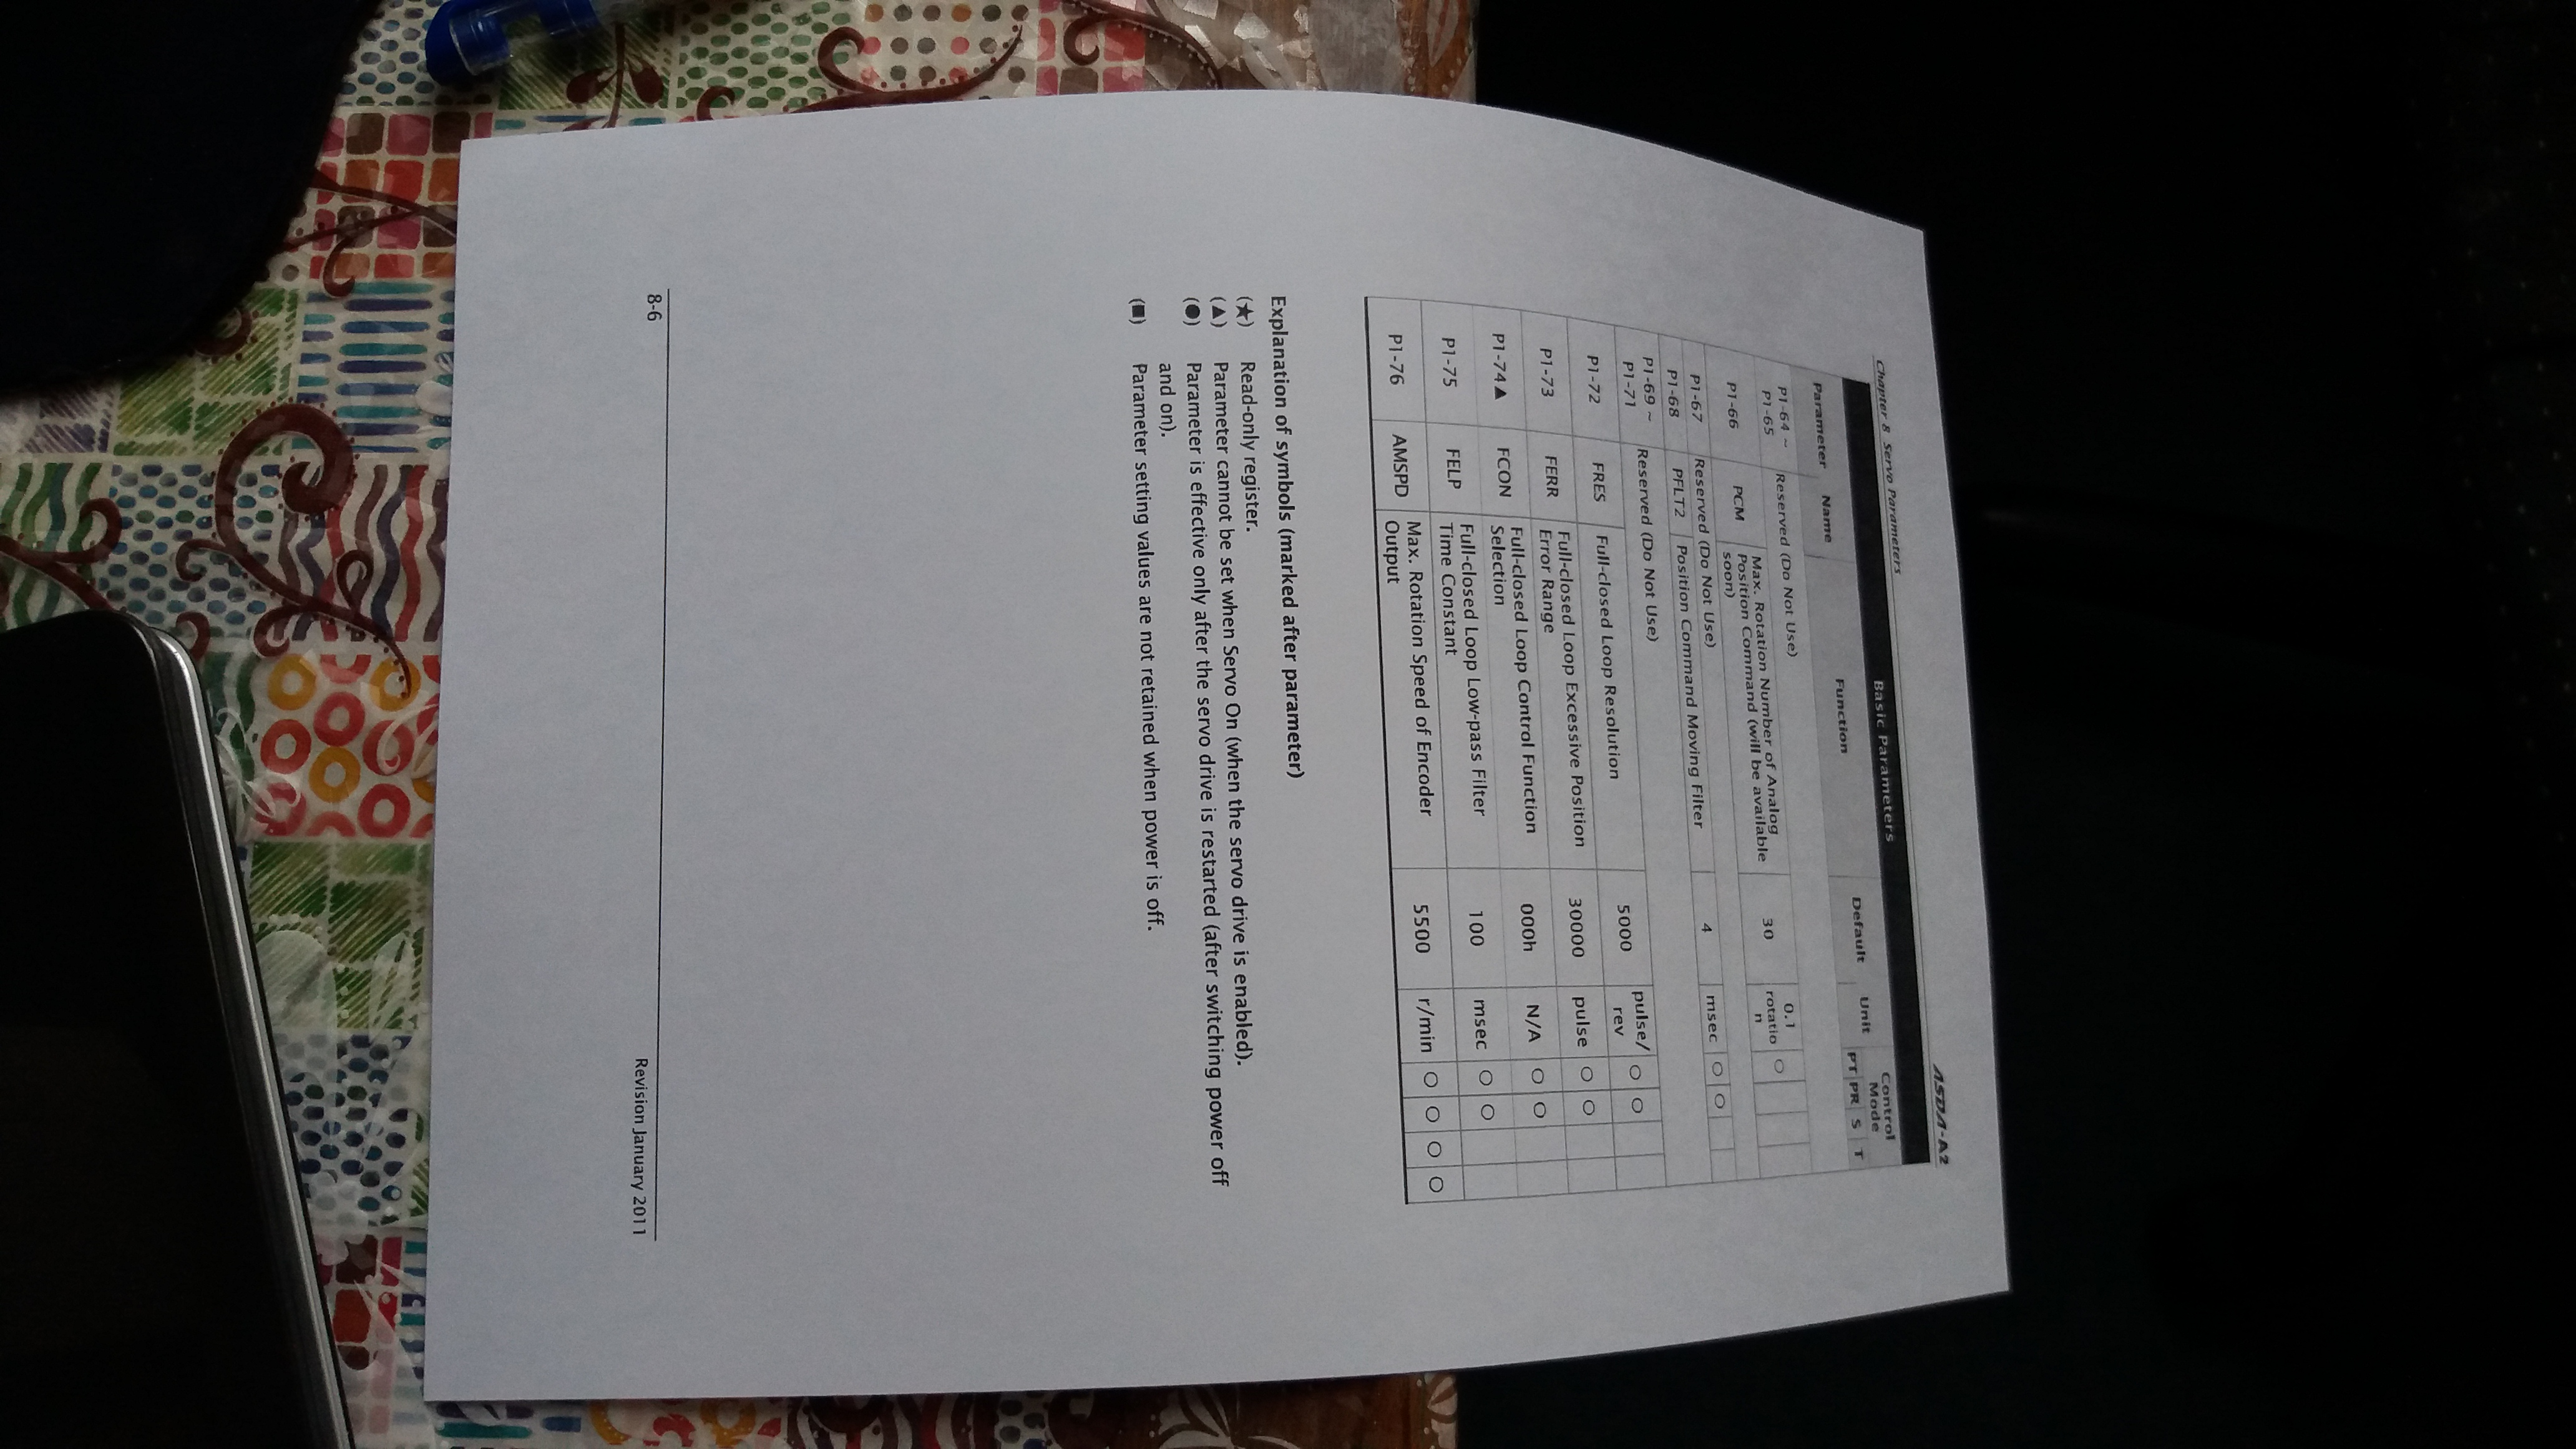 Chapter 8 Servo Parameters ASDA-A2
Basic Parameters
Parameter Name Function Default Unit Control Mode
PT PR S T
P1-64 ~ P1-65 Reserved (Do Not Use)
P1-66 PCM Max. Rotation Number of Analog Position Command (will be available soon) 30 0.1 rotation ○
P1-67 Reserved (Do Not Use)
P1-68 PFLT2 Position Command Moving Filter 4 msec ○ ○
P1-69 ~ P1-71 Reserved (Do Not Use)
P1-72 FRES Full-closed Loop Resolution 5000 pulse/rev ○ ○
P1-73 FERR Full-closed Loop Excessive Position Error Range 30000 pulse ○ ○
P1-74▲ FCON Full-closed Loop Control Function Selection 000h N/A ○ ○
P1-75 FELP Full-closed Loop Low-pass Filter Time Constant 100 msec ○ ○
P1-76 AMSPD Max. Rotation Speed of Encoder Output 5500 r/min ○ ○ ○ ○
Explanation of symbols (marked after parameter)
(★) Read-only register.
(▲) Parameter cannot be set when Servo On (when the servo drive is enabled).
(●) Parameter is effective only after the servo drive is restarted (after switching power off
and on).
(■) Parameter setting values are not retained when power is off.
8-6 Revision January 2011